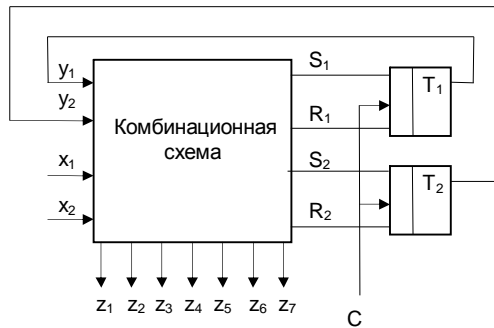 S₁
T₁
y₁
y₂
R₁
Комбинационная
схема
S₂
T₂
x₁
x₂
R₂
z₁ z₂ z₃ z₄ z₅ z₆ z₇
C